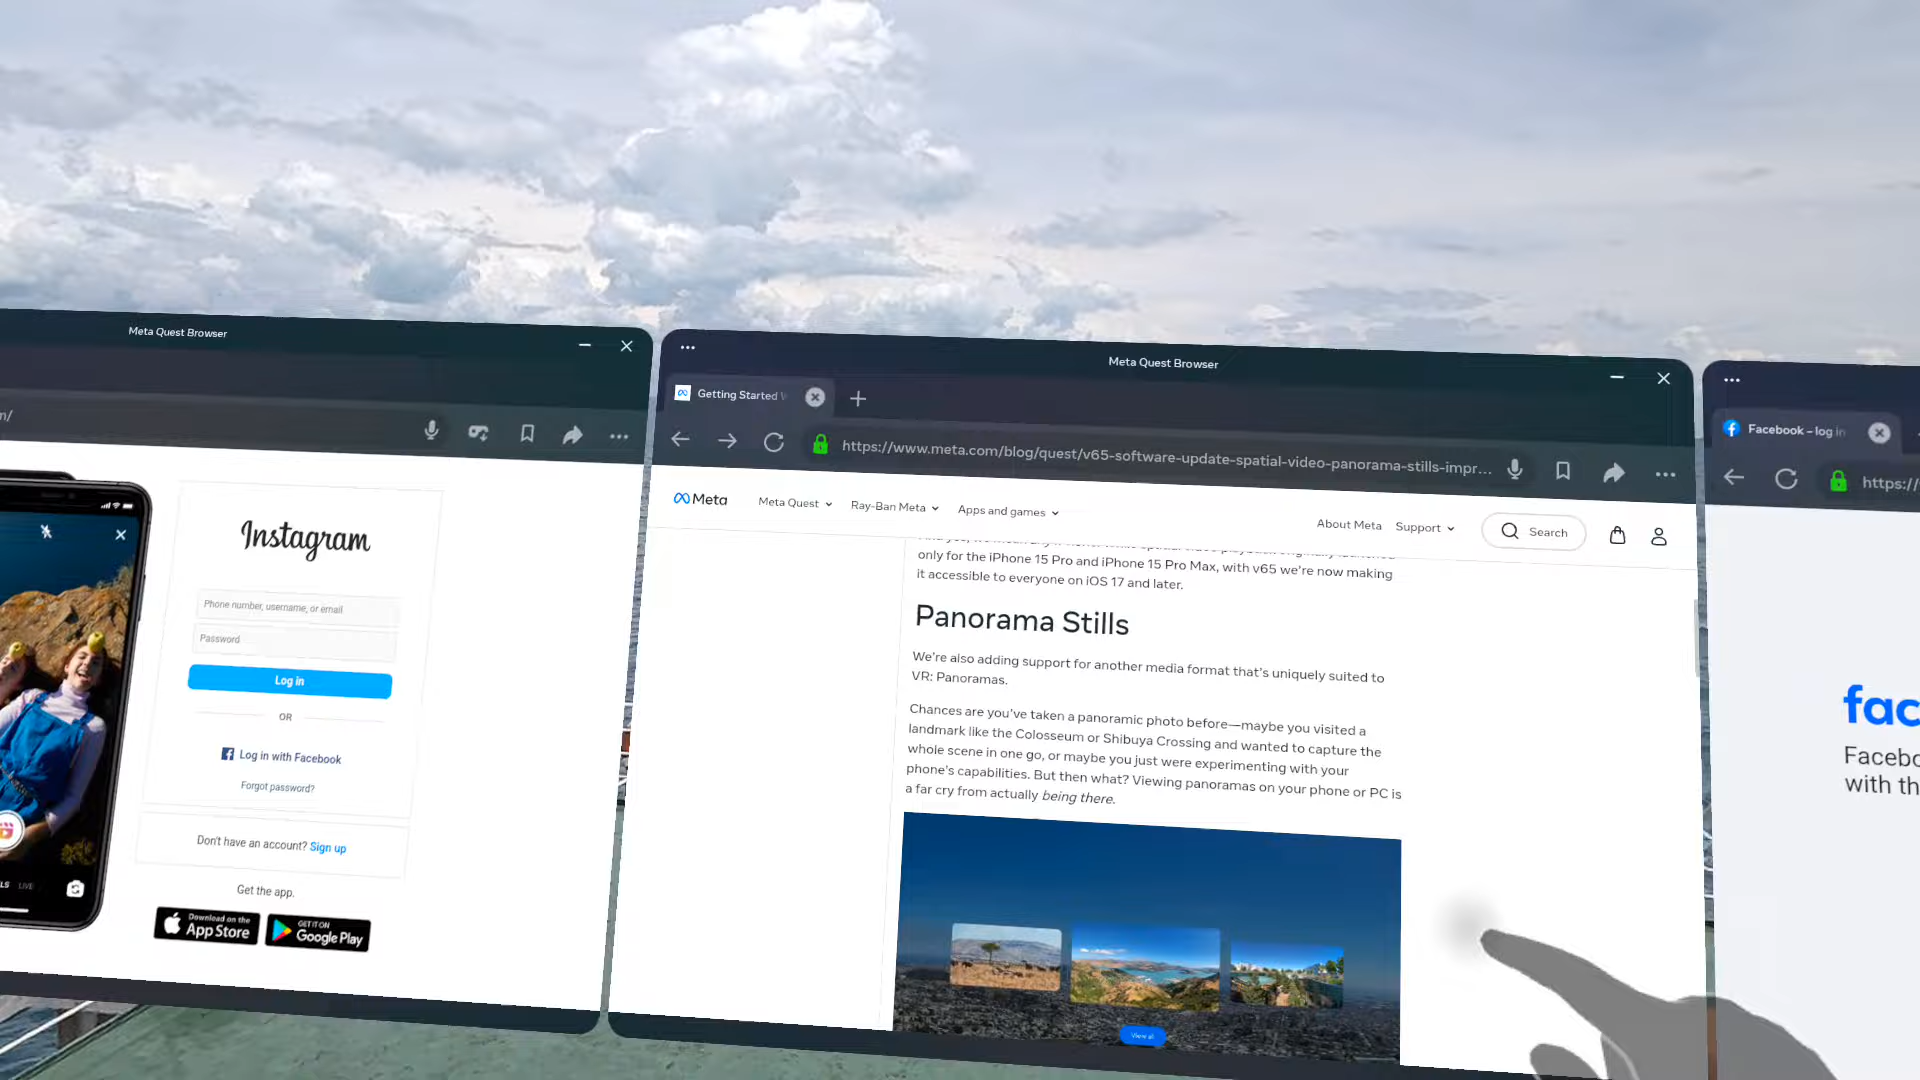 Meta Quest Browser
Instagram
Phone number, username, or email
Password
Log in
OR
Log in with Facebook
Forgot password?
Don't have an account? Sign up
Get the app.
Download on the
App Store
GET IT ON
Google Play
LIVE
Meta Quest Browser
Getting Started
https://www.meta.com/blog/quest/v65-software-update-spatial-video-panorama-stills-impr...
Meta
Meta Quest
Ray-Ban Meta
Apps and games
About Meta
Support
Search
only for the iPhone 15 Pro and iPhone 15 Pro Max, with v65 we're now making
it accessible to everyone on iOS 17 and later.
Panorama Stills
We're also adding support for another media format that's uniquely suited to
VR: Panoramas.
Chances are you've taken a panoramic photo before—maybe you visited a
landmark like the Colosseum or Shibuya Crossing and wanted to capture the
whole scene in one go, or maybe you just were experimenting with your
phone's capabilities. But then what? Viewing panoramas on your phone or PC is
a far cry from actually being there.
View all
Facebook – log in
https://
fac
Facebo
with th